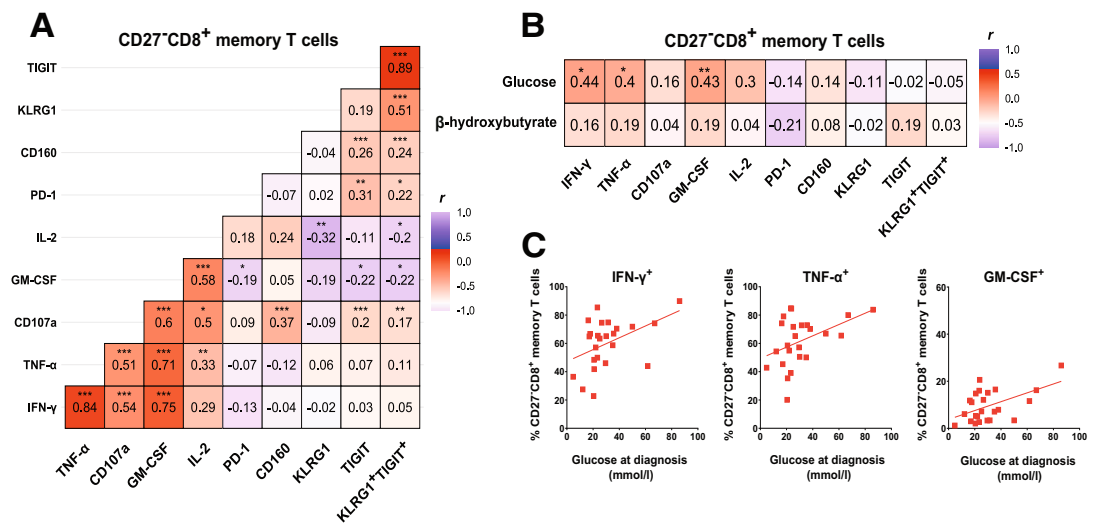 A
CD27⁻CD8⁺ memory T cells
TIGIT
***
0.89
KLRG1
***
0.19 0.51
CD160
*** ***
-0.04 0.26 0.24
PD-1
** *
-0.07 0.02 0.31 0.22
IL-2
** *
0.18 0.24 -0.32 -0.11 -0.2
GM-CSF
*** * * *
0.58 -0.19 0.05 -0.19 -0.22 -0.22
CD107a
*** * *** *** **
0.6 0.5 0.09 0.37 -0.09 0.2 0.17
TNF-α
*** *** **
0.51 0.71 0.33 -0.07 -0.12 0.06 0.07 0.11
IFN-γ
*** *** ***
0.84 0.54 0.75 0.29 -0.13 -0.04 -0.02 0.03 0.05
TNF-α CD107a GM-CSF IL-2 PD-1 CD160 KLRG1 TIGIT KLRG1⁺TIGIT⁺
r
1.0
0.5
0.0
-0.5
-1.0
B
CD27⁻CD8⁺ memory T cells
Glucose
* * **
0.44 0.4 0.16 0.43 0.3 -0.14 0.14 -0.11 -0.02 -0.05
β-hydroxybutyrate
0.16 0.19 0.04 0.19 0.04 -0.21 0.08 -0.02 0.19 0.03
IFN-γ TNF-α CD107a GM-CSF IL-2 PD-1 CD160 KLRG1 TIGIT KLRG1⁺TIGIT⁺
r
1.0
0.5
0.0
-0.5
-1.0
C
IFN-γ⁺
% CD27⁻CD8⁺ memory T cells
100
80
60
40
20
0
0 20 40 60 80 100
Glucose at diagnosis
(mmol/l)
TNF-α⁺
% CD27⁻CD8⁺ memory T cells
100
80
60
40
20
0
0 20 40 60 80 100
Glucose at diagnosis
(mmol/l)
GM-CSF⁺
% CD27⁻CD8⁺ memory T cells
60
40
20
0
0 20 40 60 80 100
Glucose at diagnosis
(mmol/l)